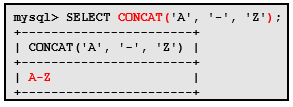 mysql> SELECT CONCAT('A', '-', 'Z');
+-----------------------+
| CONCAT('A', '-', 'Z') |
+-----------------------+
| A-Z                   |
+-----------------------+